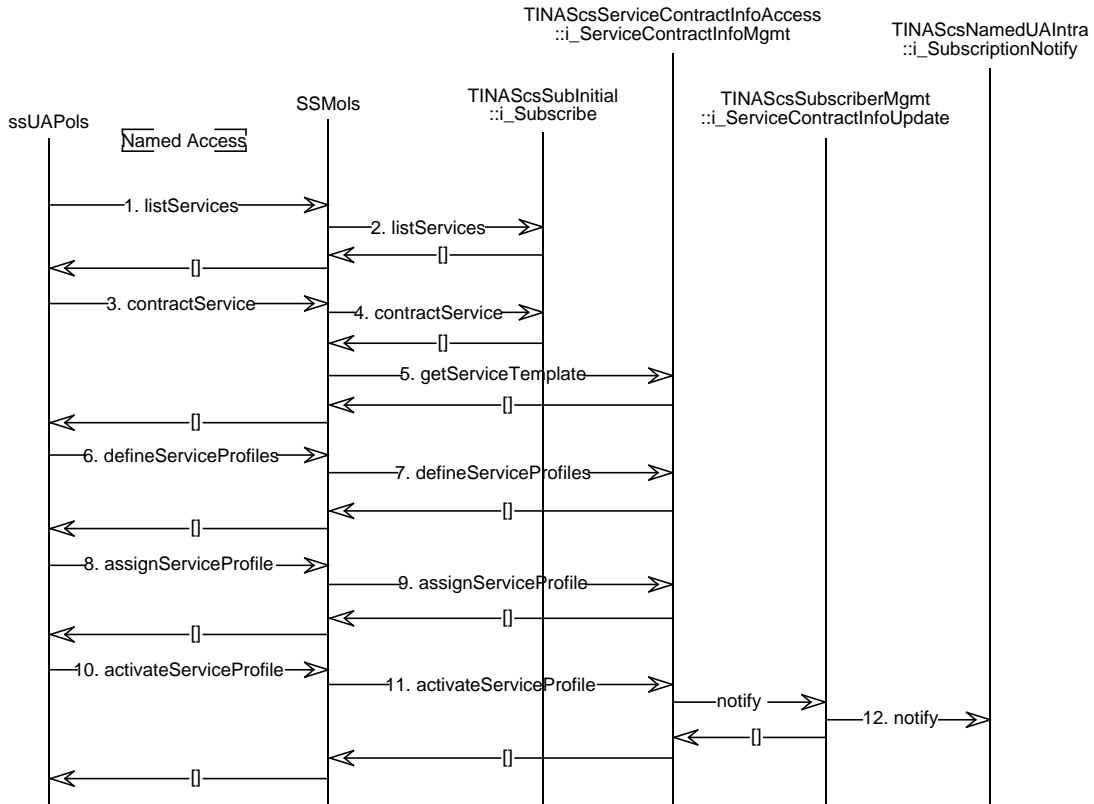 TINAScsServiceContractInfoAccess
::i_ServiceContractInfoMgmt
TINAScsNamedUAIntra
::i_SubscriptionNotify
TINAScsSubInitial
::i_Subscribe
TINAScsSubscriberMgmt
::i_ServiceContractInfoUpdate
SSMols
ssUAPols
Named Access
1. listServices
2. listServices
[]
[]
3. contractService
4. contractService
[]
5. getServiceTemplate
[]
[]
6. defineServiceProfiles
7. defineServiceProfiles
[]
[]
8. assignServiceProfile
9. assignServiceProfile
[]
[]
10. activateServiceProfile
11. activateServiceProfile
notify
12. notify
[]
[]
[]